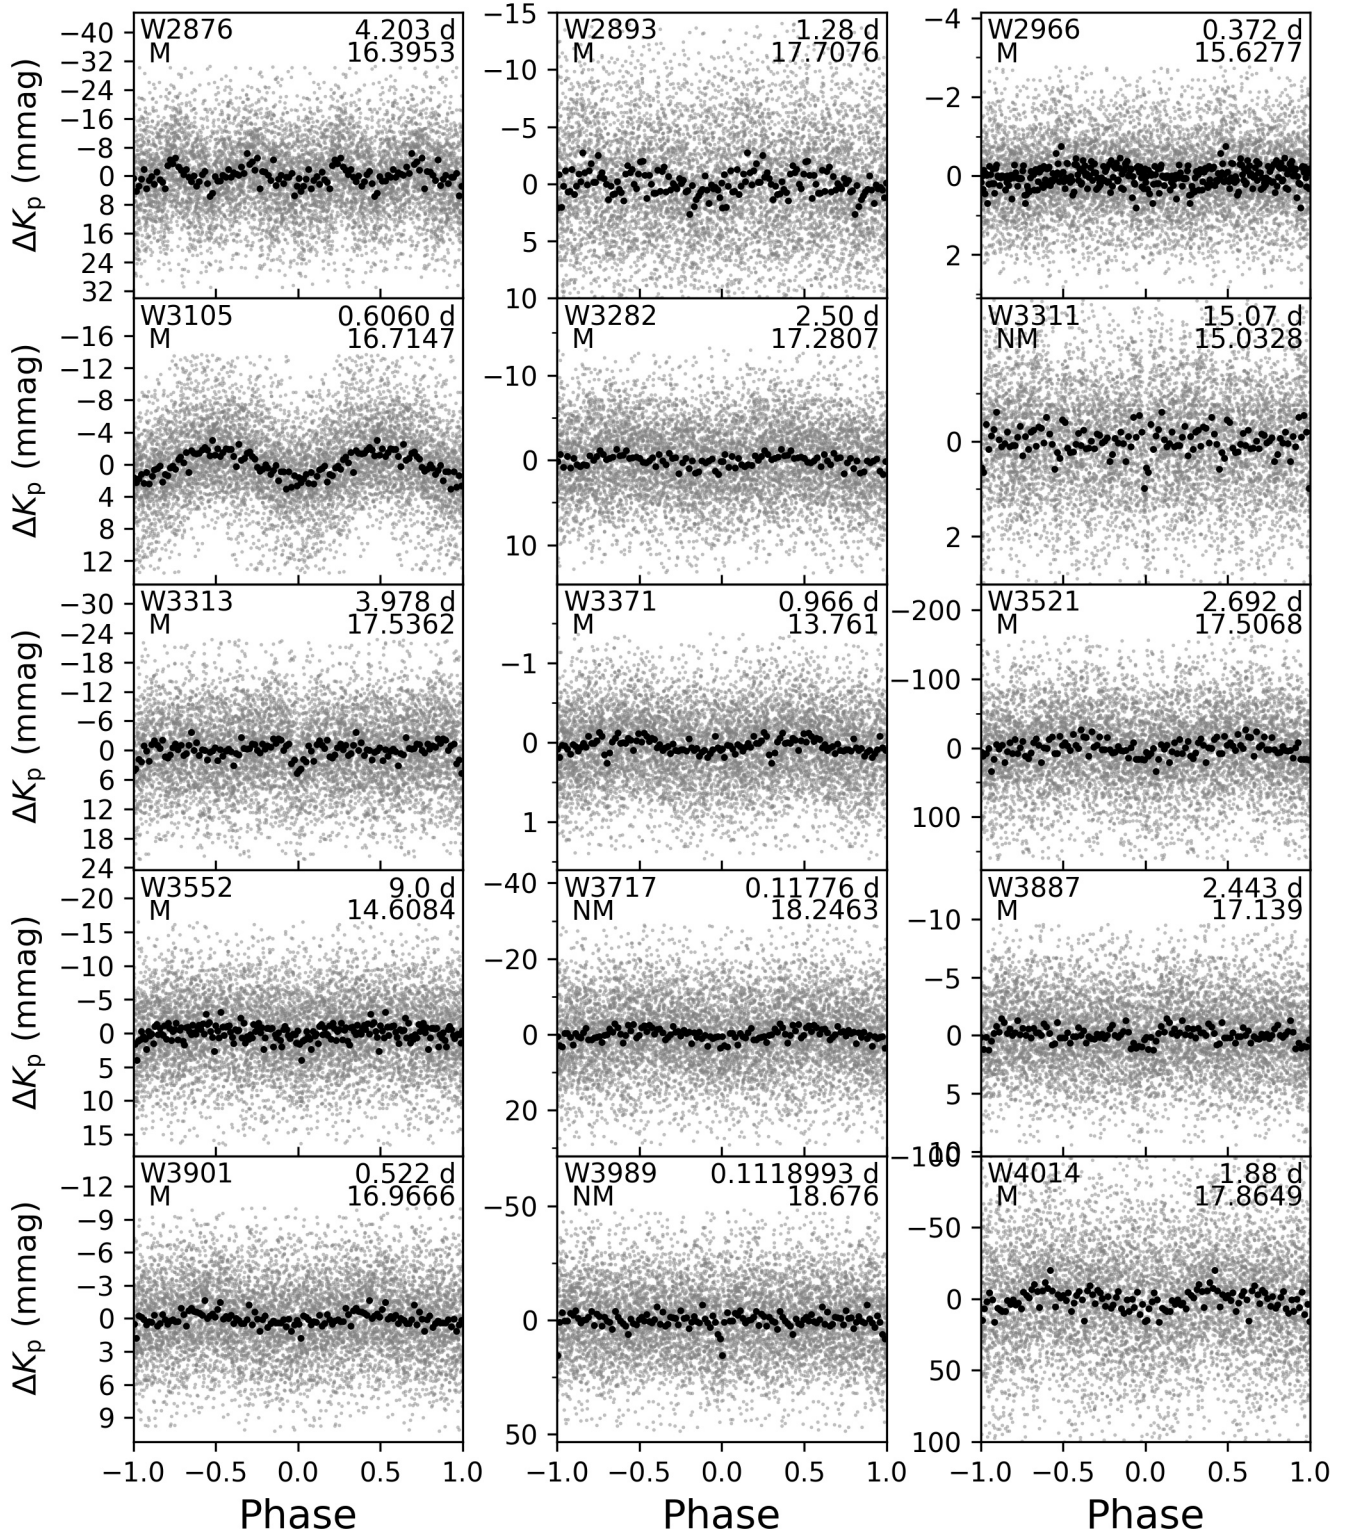 W2876 4.203 d
M 16.3953
−40
−32
−24
−16
−8
0
8
16
24
32
ΔKp (mmag)
W2893 1.28 d
M 17.7076
−15
−10
−5
0
5
10
W2966 0.372 d
M 15.6277
−4
−2
0
2
W3105 0.6060 d
M 16.7147
−16
−12
−8
−4
0
4
8
12
ΔKp (mmag)
W3282 2.50 d
M 17.2807
−10
0
10
W3311 15.07 d
NM 15.0328
0
2
W3313 3.978 d
M 17.5362
−30
−24
−18
−12
−6
0
6
12
18
24
ΔKp (mmag)
W3371 0.966 d
M 13.761
−1
0
1
W3521 2.692 d
M 17.5068
−200
−100
0
100
W3552 9.0 d
M 14.6084
−20
−15
−10
−5
0
5
10
15
ΔKp (mmag)
W3717 0.11776 d
NM 18.2463
−40
−20
0
20
W3887 2.443 d
M 17.139
−10
−5
0
5
10
W3901 0.522 d
M 16.9666
−12
−9
−6
−3
0
3
6
9
ΔKp (mmag)
W3989 0.1118993 d
NM 18.676
−50
0
50
W4014 1.88 d
M 17.8649
−100
−50
0
50
100
−1.0 −0.5 0.0 0.5 1.0
−1.0 −0.5 0.0 0.5 1.0
−1.0 −0.5 0.0 0.5 1.0
Phase Phase Phase